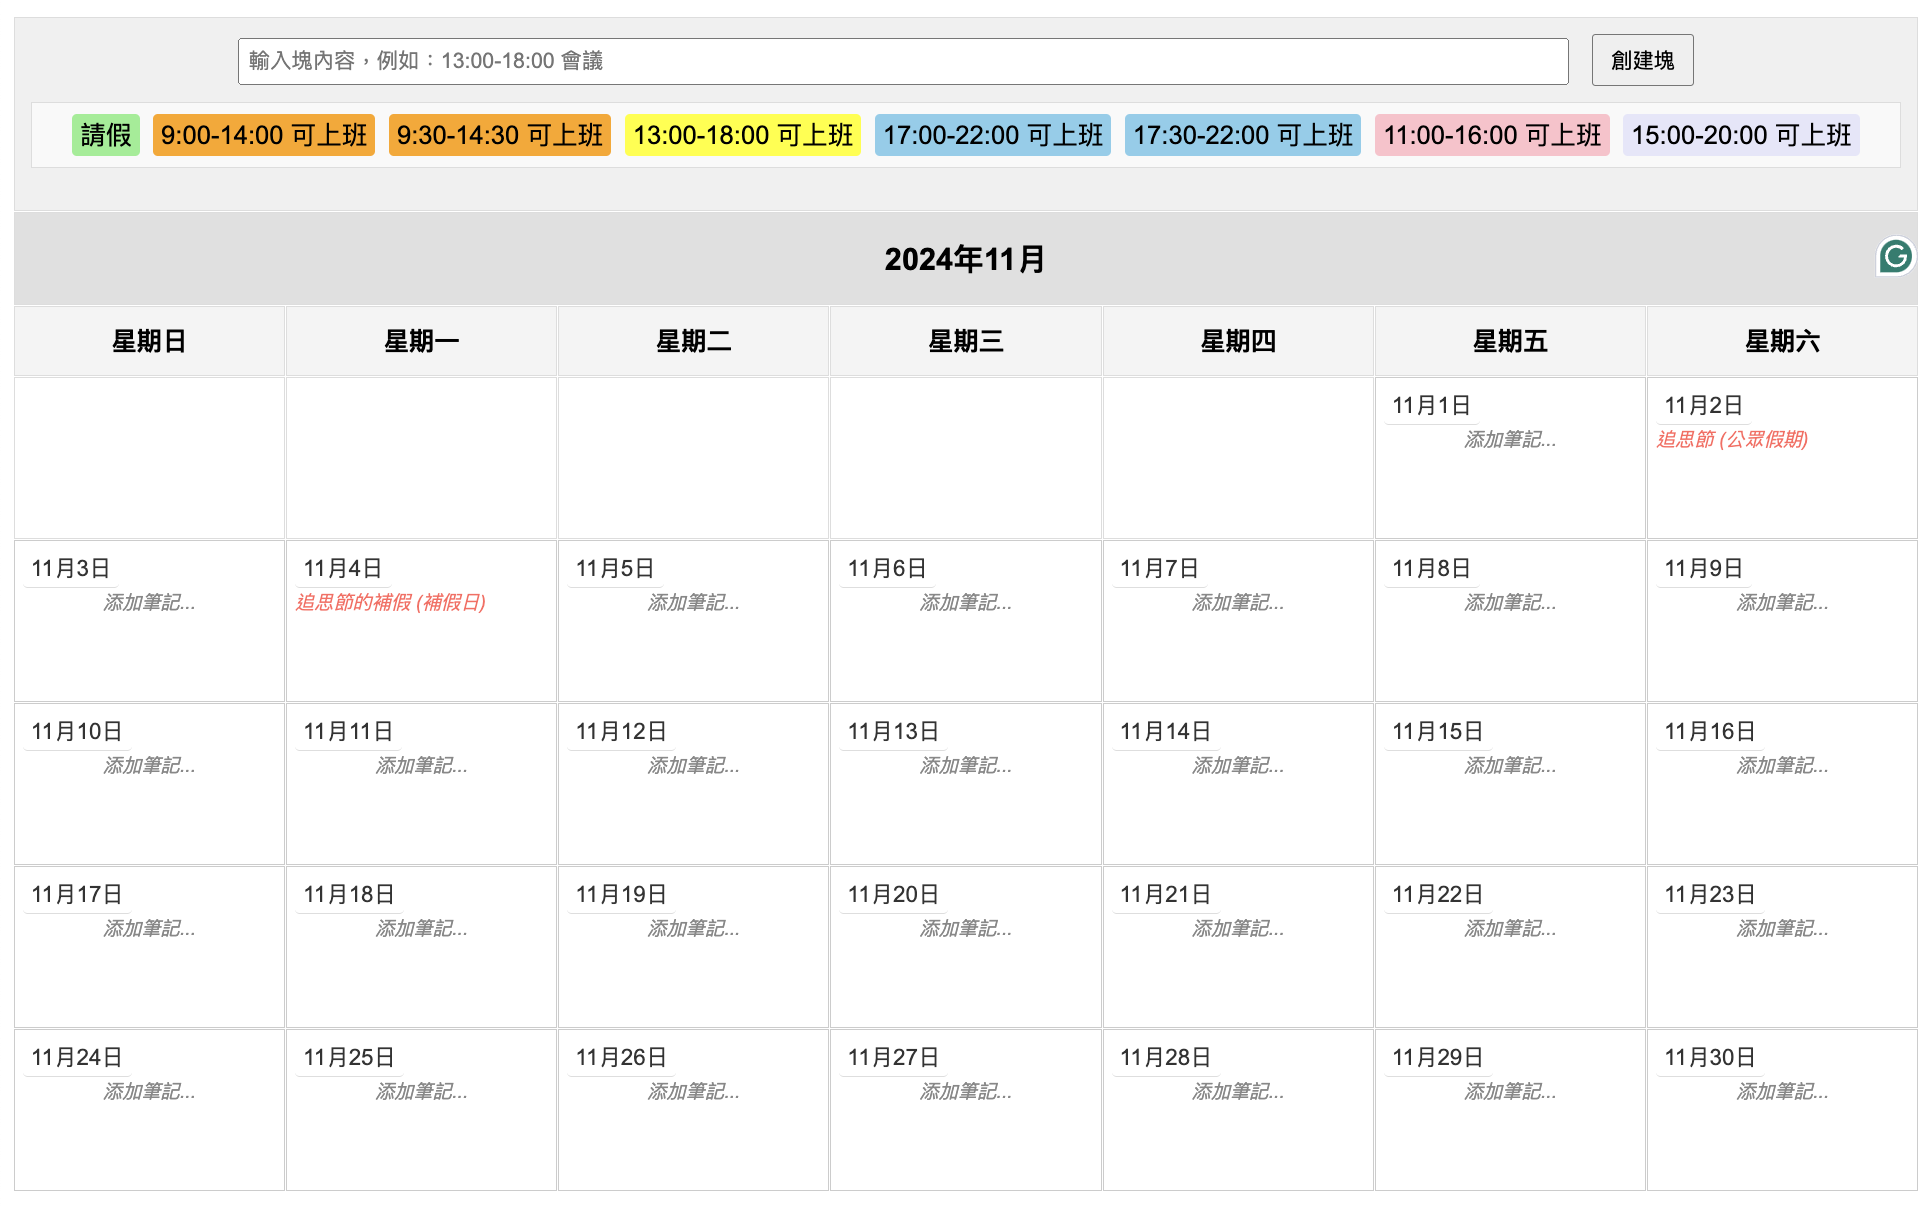 輸入塊內容，例如：13:00-18:00 會議
創建塊
請假 9:00-14:00 可上班 9:30-14:30 可上班 13:00-18:00 可上班 17:00-22:00 可上班 17:30-22:00 可上班 11:00-16:00 可上班 15:00-20:00 可上班
2024年11月
星期日 星期一 星期二 星期三 星期四 星期五 星期六
11月1日 11月2日
添加筆記... 追思節 (公眾假期)
11月3日 11月4日 11月5日 11月6日 11月7日 11月8日 11月9日
添加筆記... 追思節的補假 (補假日) 添加筆記... 添加筆記... 添加筆記... 添加筆記... 添加筆記...
11月10日 11月11日 11月12日 11月13日 11月14日 11月15日 11月16日
添加筆記... 添加筆記... 添加筆記... 添加筆記... 添加筆記... 添加筆記... 添加筆記...
11月17日 11月18日 11月19日 11月20日 11月21日 11月22日 11月23日
添加筆記... 添加筆記... 添加筆記... 添加筆記... 添加筆記... 添加筆記... 添加筆記...
11月24日 11月25日 11月26日 11月27日 11月28日 11月29日 11月30日
添加筆記... 添加筆記... 添加筆記... 添加筆記... 添加筆記... 添加筆記... 添加筆記...